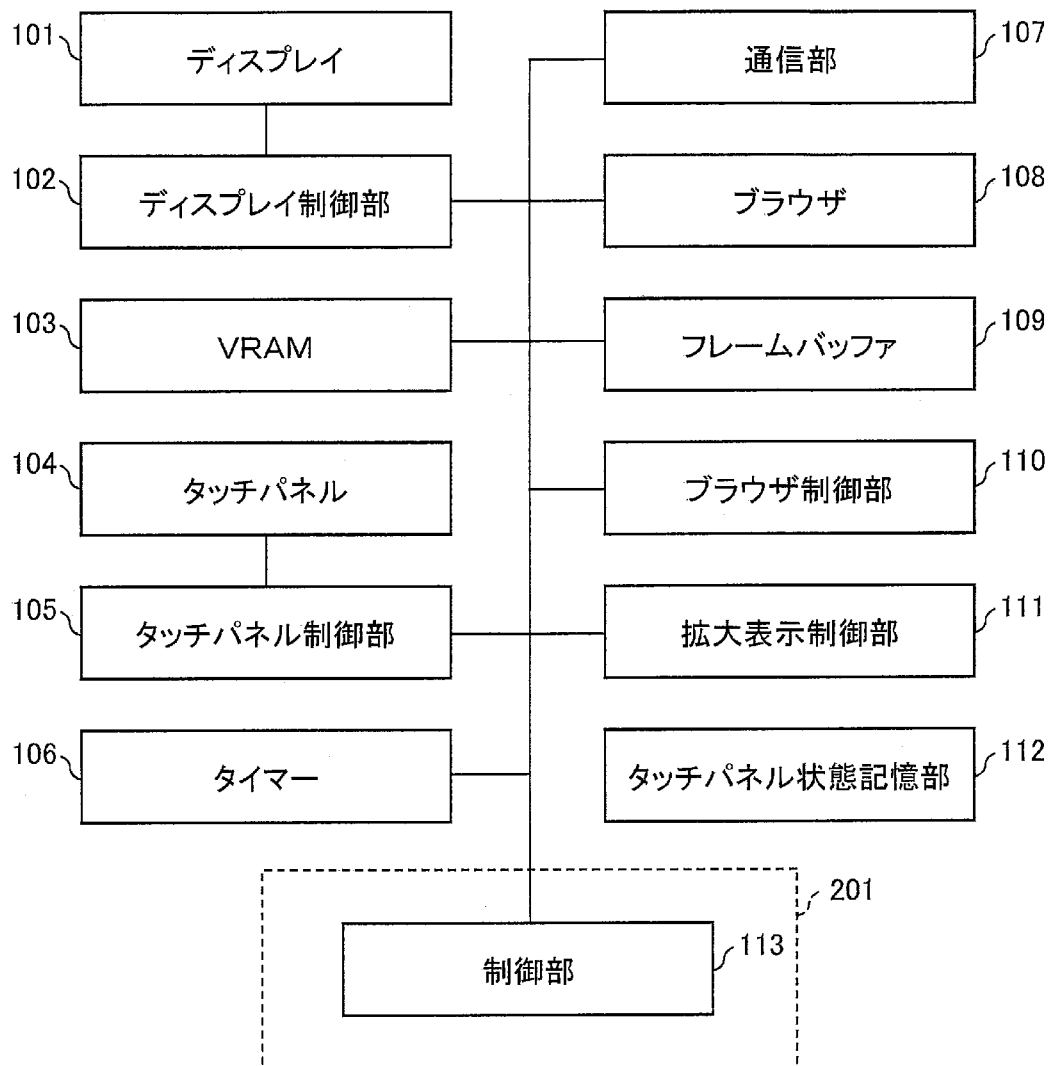 101
ディスプレイ
107
通信部
102
ディスプレイ制御部
108
ブラウザ
103
VRAM
109
フレームバッファ
104
タッチパネル
110
ブラウザ制御部
105
タッチパネル制御部
111
拡大表示制御部
106
タイマー
112
タッチパネル状態記憶部
201
113
制御部